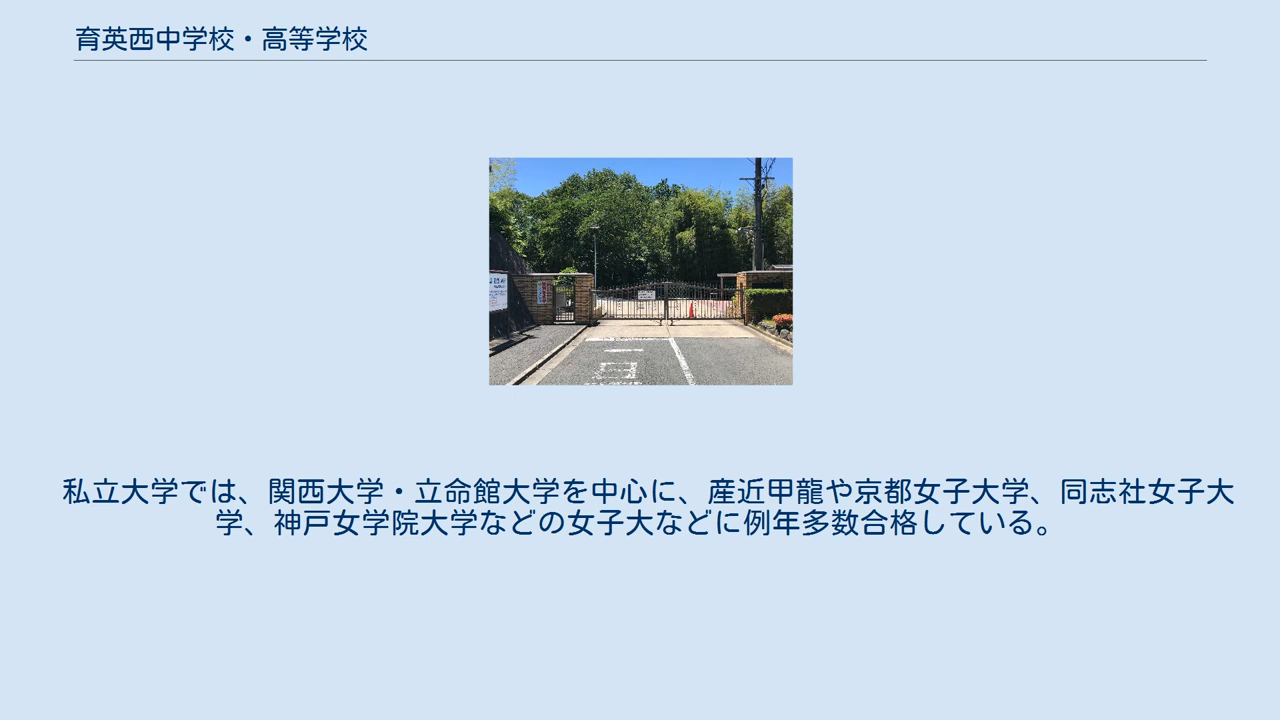 育英西中学校・高等学校
私立大学では、関西大学・立命館大学を中心に、産近甲龍や京都女子大学、同志社女子大
学、神戸女学院大学などの女子大などに例年多数合格している。